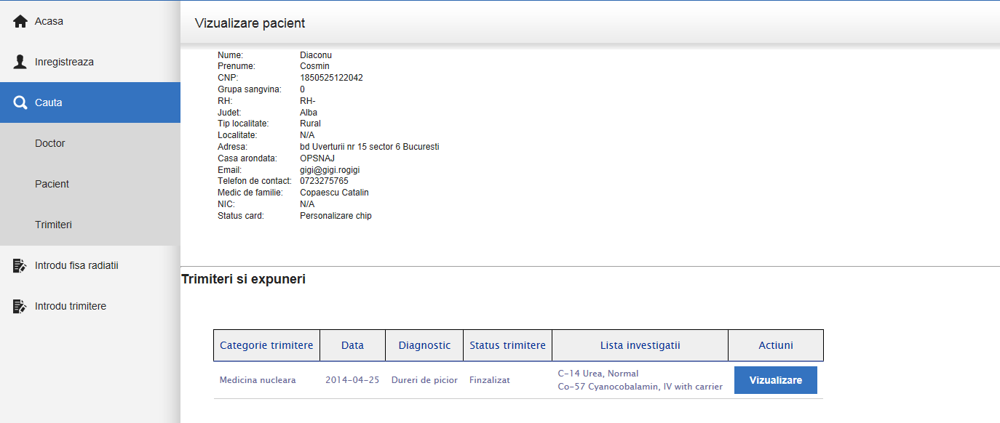 Acasa
Inregistreaza
Cauta
Doctor
Pacient
Trimiteri
Introdu fisa radiatii
Introdu trimitere
Vizualizare pacient
Nume: Diaconu
Prenume: Cosmin
CNP: 1850525122042
Grupa sangvina: 0
RH: RH-
Judet: Alba
Tip localitate: Rural
Localitate: N/A
Adresa: bd Uverturii nr 15 sector 6 Bucuresti
Casa arondata: OPSNAJ
Email: gigi@gigi.rogigi
Telefon de contact: 0723275765
Medic de familie: Copaescu Catalin
NIC: N/A
Status card: Personalizare chip
Trimiteri si expuneri
Categorie trimitere Data Diagnostic Status trimitere Lista investigatii Actiuni
Medicina nucleara 2014-04-25 Dureri de picior Finzalizat C-14 Urea, Normal
Co-57 Cyanocobalamin, IV with carrier Vizualizare